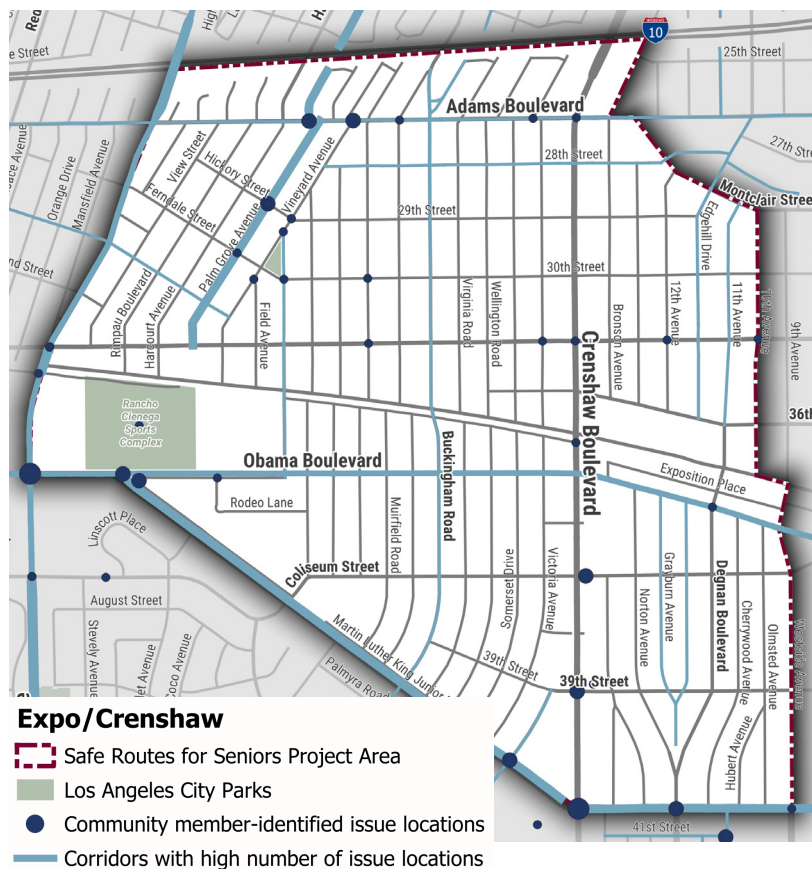 INTERSTATE
10
25th Street
Adams Boulevard
27th Street
28th Street
View Street
Hickory Street
Vineyard Avenue
Orange Drive
Mansfield Avenue
Ferndale Street
Montclair Street
29th Street
Edgehill Drive
Palm Grove Avenue
30th Street
Rimpau Boulevard
Harcourt Avenue
Field Avenue
Virginia Road
Wellington Road
Bronson Avenue
12th Avenue
11th Avenue
10th Avenue
9th Avenue
Crenshaw Boulevard
Rancho
Cienega
Sports
Complex
36th
Obama Boulevard
Buckingham Road
Exposition Place
Rodeo Lane
Muirfield Road
Linscott Place
Coliseum Street
Somerset Drive
Victoria Avenue
Grayburn Avenue
Norton Avenue
Degnan Boulevard
Cherrywood Avenue
Olmsted Avenue
August Street
Stevely Avenue
Martin Luther King Junior
39th Street
Palmyra Road
39th Street
Hubert Avenue
41st Street
Expo/Crenshaw
Safe Routes for Seniors Project Area
Los Angeles City Parks
Community member-identified issue locations
Corridors with high number of issue locations